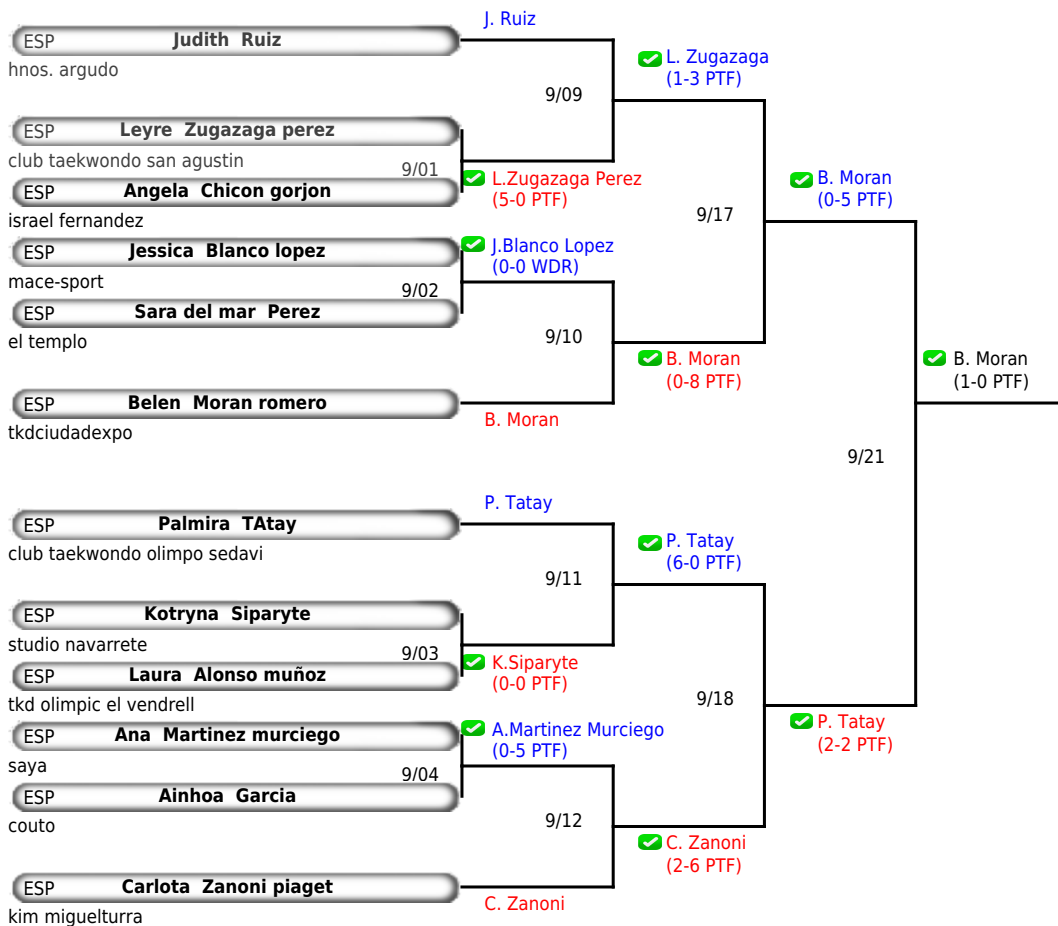 J. Ruiz
ESP Judith Ruiz
hnos. argudo
L. Zugazaga
(1-3 PTF)
9/09
ESP Leyre Zugazaga perez
club taekwondo san agustin
9/01
L.Zugazaga Perez
(5-0 PTF)
ESP Angela Chicon gorjon
israel fernandez
B. Moran
(0-5 PTF)
9/17
ESP Jessica Blanco lopez
mace-sport
J.Blanco Lopez
(0-0 WDR)
9/02
ESP Sara del mar Perez
el templo
9/10
B. Moran
(0-8 PTF)
B. Moran
(1-0 PTF)
ESP Belen Moran romero
tkdciudadexpo
B. Moran
9/21
P. Tatay
ESP Palmira TAtay
club taekwondo olimpo sedavi
P. Tatay
(6-0 PTF)
9/11
ESP Kotryna Siparyte
studio navarrete
9/03
K.Siparyte
(0-0 PTF)
ESP Laura Alonso muñoz
tkd olimpic el vendrell
9/18
P. Tatay
(2-2 PTF)
ESP Ana Martinez murciego
saya
A.Martinez Murciego
(0-5 PTF)
9/04
ESP Ainhoa Garcia
couto
9/12
C. Zanoni
(2-6 PTF)
ESP Carlota Zanoni piaget
kim miguelturra
C. Zanoni